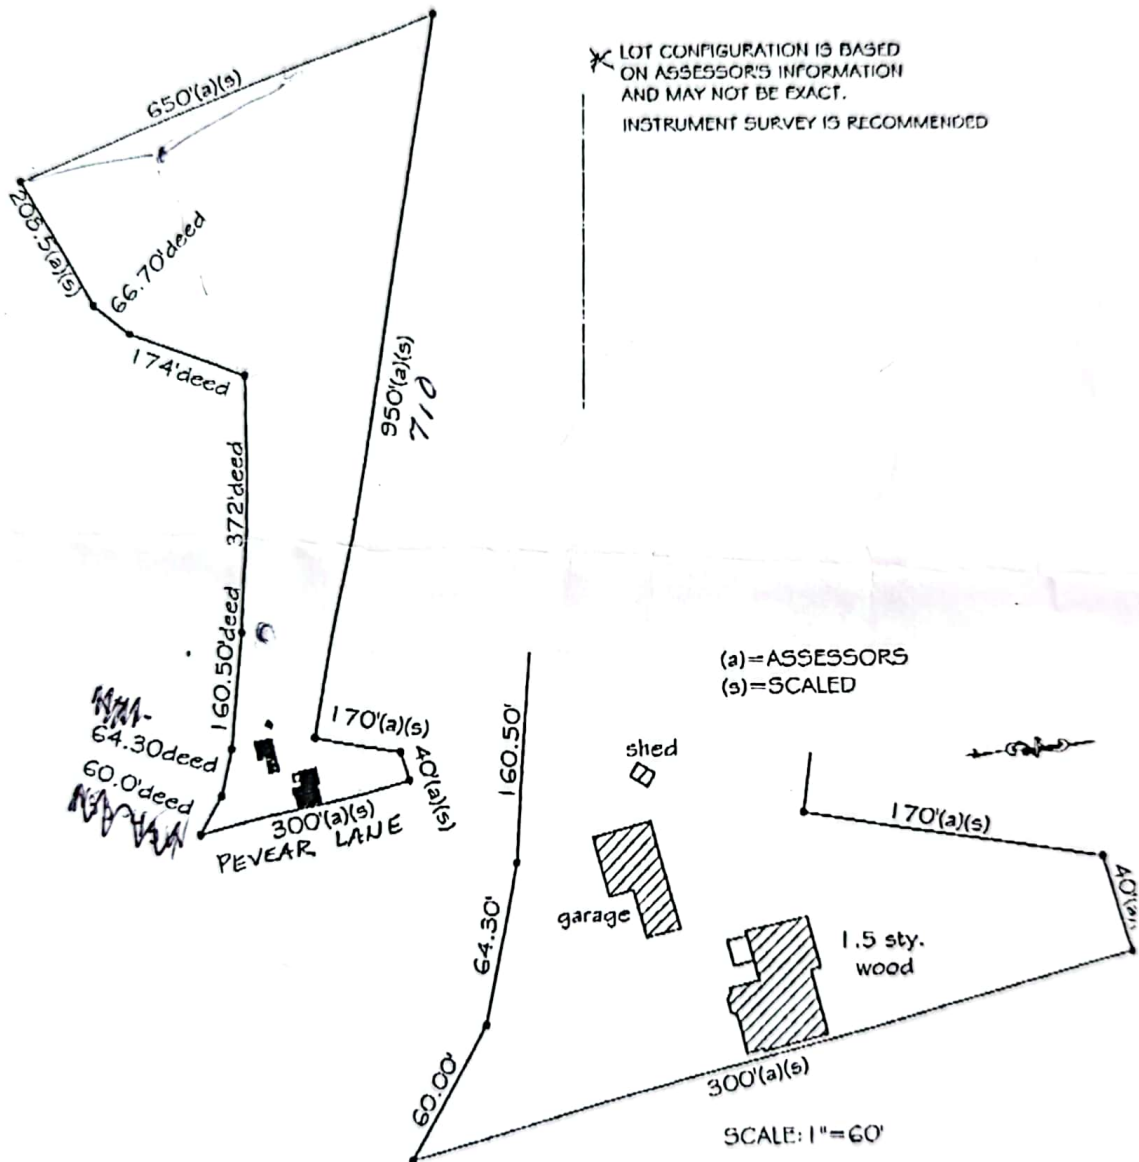 LOT CONFIGURATION IS BASED
ON ASSESSOR'S INFORMATION
AND MAY NOT BE EXACT.
INSTRUMENT SURVEY IS RECOMMENDED
650'(a)(s)
205.5(a)(s)
66.70'deed
174'deed
950'(a)(s)
710
372'deed
160.50'deed
64.30deed
60.0'deed
170'(a)(s)
40'(a)(s)
300'(a)(s)
PEVEAR LANE
(a)=ASSESSORS
(s)=SCALED
160.50'
shed
170'(a)(s)
40'(a)
garage
64.30'
1.5 sty.
wood
60.00'
300'(a)(s)
SCALE: 1"=60'